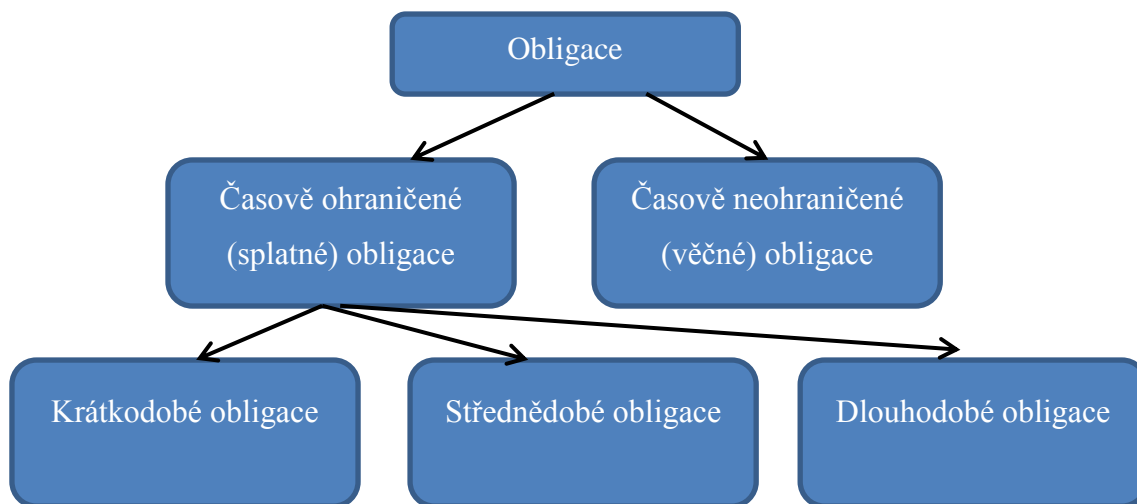 Obligace
Časově ohraničené
(splatné) obligace
Časově neohraničené
(věčné) obligace
Krátkodobé obligace
Střednědobé obligace
Dlouhodobé obligace